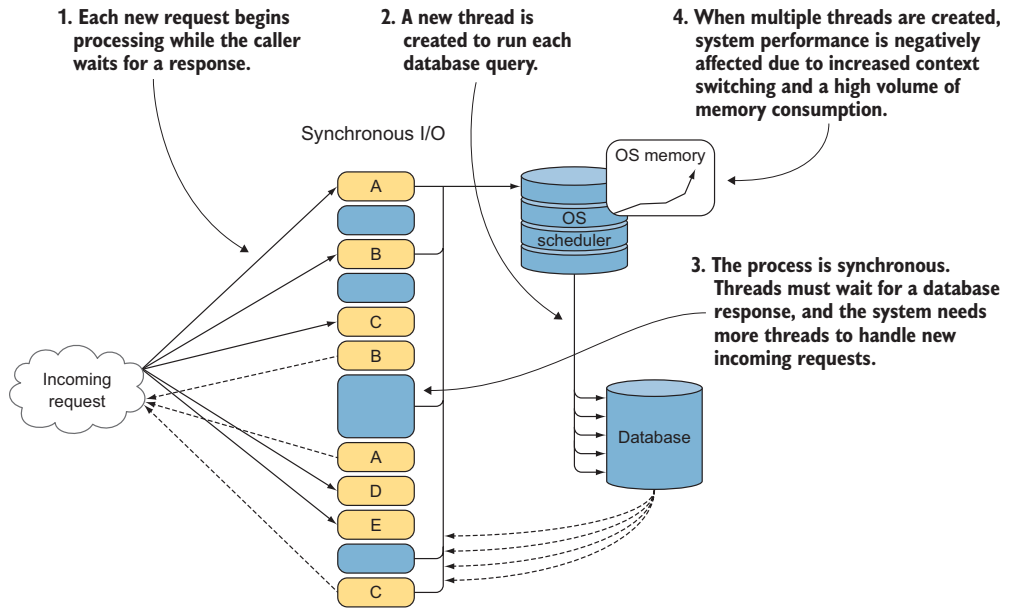 1. Each new request begins
processing while the caller
waits for a response.
2. A new thread is
created to run each
database query.
4. When multiple threads are created,
system performance is negatively
affected due to increased context
switching and a high volume of
memory consumption.
Synchronous I/O
OS memory
A
OS
scheduler
B
3. The process is synchronous.
Threads must wait for a database
response, and the system needs
more threads to handle new
incoming requests.
C
B
Incoming
request
Database
A
D
E
C